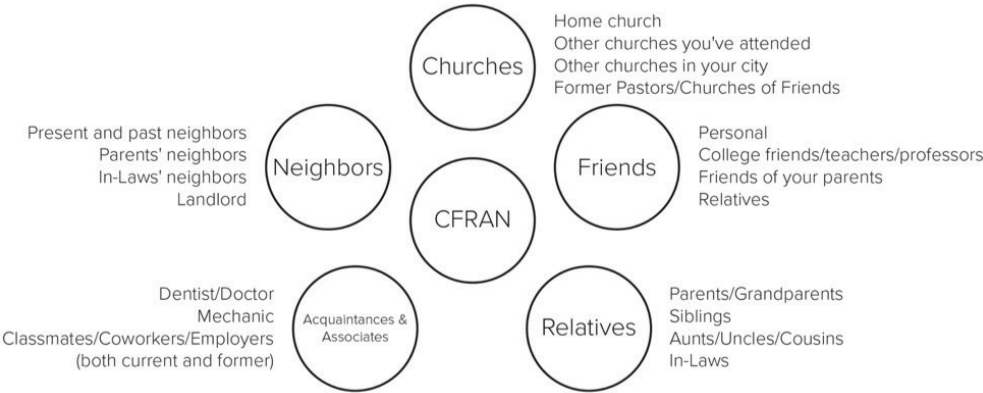 Churches
Home church
Other churches you've attended
Other churches in your city
Former Pastors/Churches of Friends
Neighbors
Present and past neighbors
Parents' neighbors
In-Laws' neighbors
Landlord
Friends
Personal
College friends/teachers/professors
Friends of your parents
Relatives
CFRAN
Acquaintances &
Associates
Dentist/Doctor
Mechanic
Classmates/Coworkers/Employers
(both current and former)
Relatives
Parents/Grandparents
Siblings
Aunts/Uncles/Cousins
In-Laws